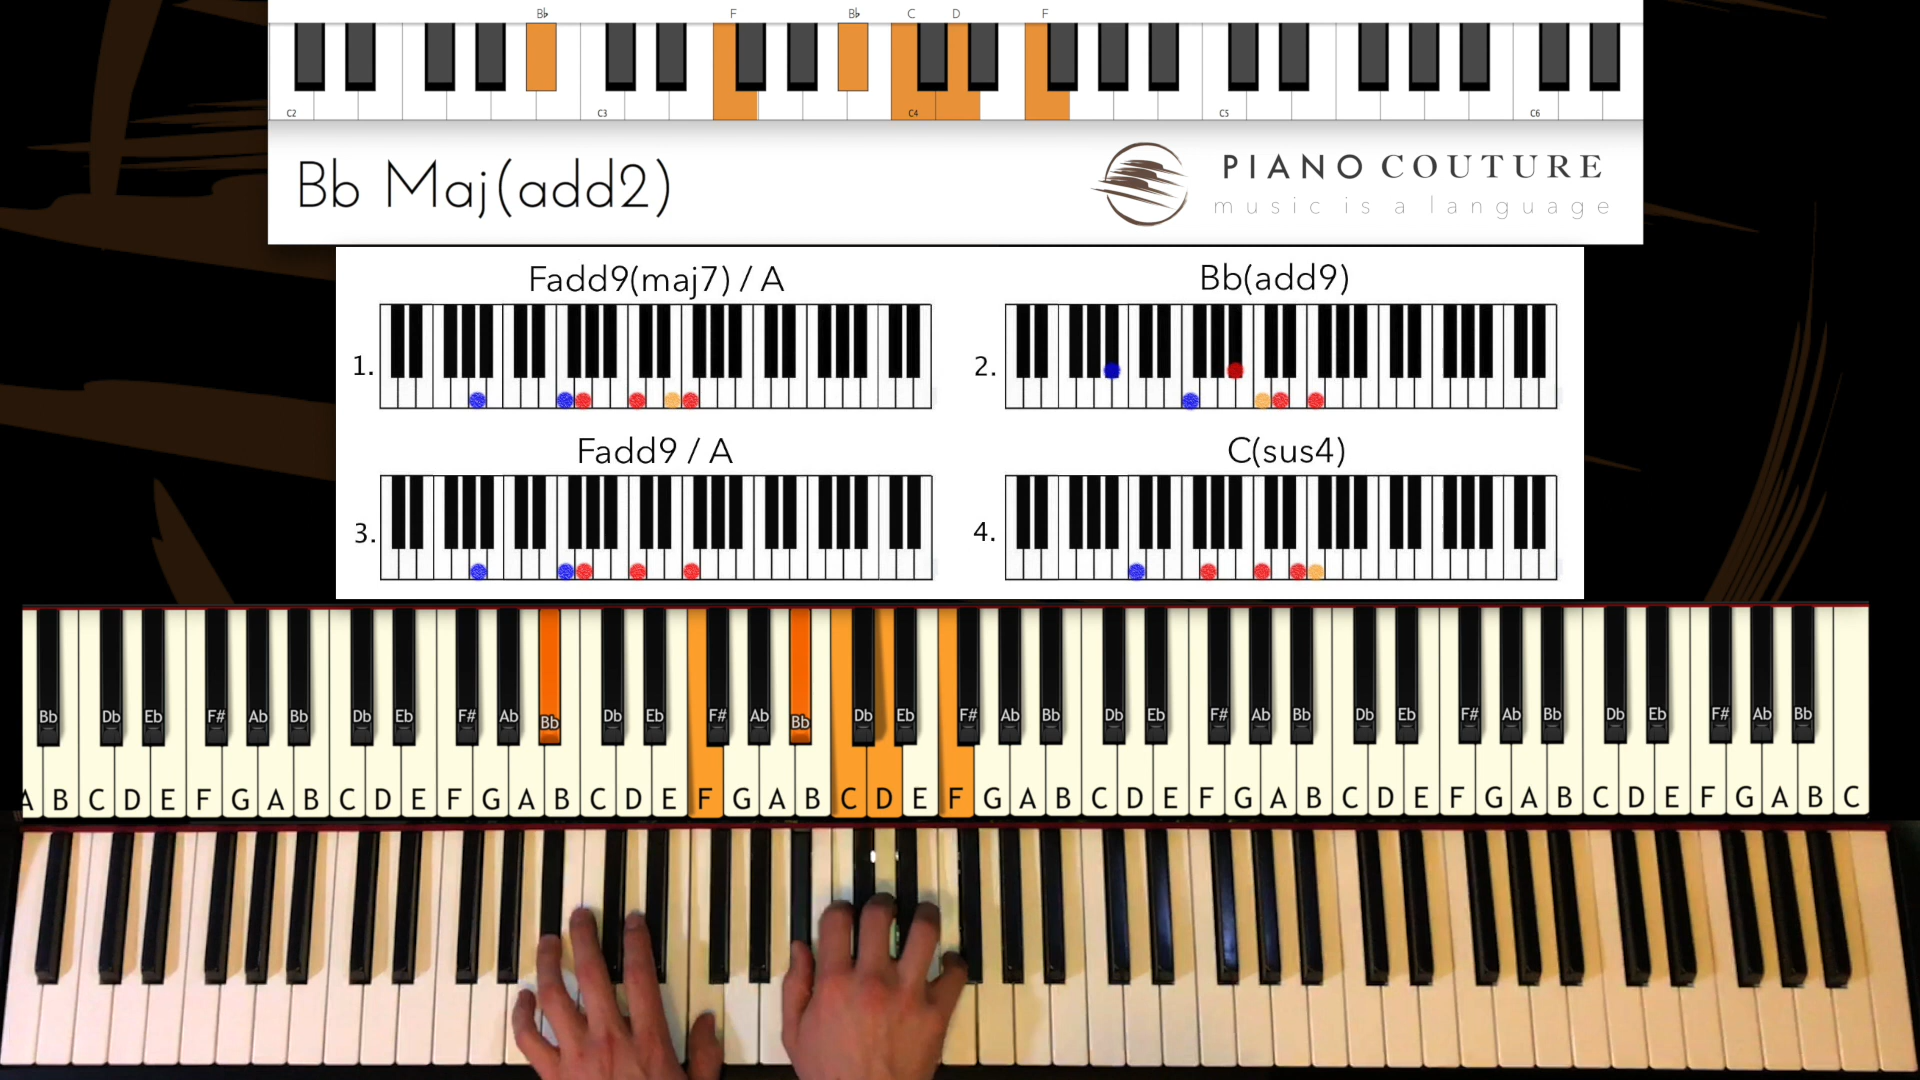 B♭ F B♭ C D F
C2 C3 C4 C5 C6
Bb Maj(add2)
PIANO COUTURE
music is a language
Fadd9(maj7) / A
Bb(add9)
1.
2.
Fadd9 / A
C(sus4)
3.
4.
Bb Db Eb F# Ab Bb Db Eb F# Ab Bb Db Eb F# Ab Bb Db Eb F# Ab Bb Db Eb F# Ab Bb Db Eb F# Ab Bb Db Eb F# Ab Bb
A B C D E F G A B C D E F G A B C D E F G A B C D E F G A B C D E F G A B C D E F G A B C D E F G A B C